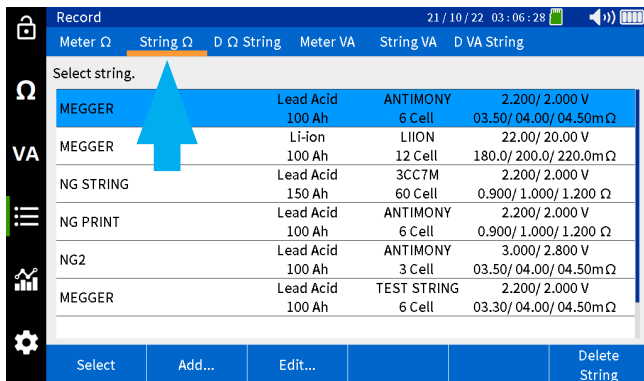 Record 21/10/22 03:06:28
Meter Ω String Ω D Ω String Meter VA String VA D VA String
Select string.
Ω
VA
MEGGER Lead Acid ANTIMONY 2.200/ 2.000 V
100 Ah 6 Cell 03.50/ 04.00/ 04.50mΩ
MEGGER Li-ion LIION 22.00/ 20.00 V
100 Ah 12 Cell 180.0/ 200.0/ 220.0mΩ
NG STRING Lead Acid 3CC7M 2.200/ 2.000 V
150 Ah 60 Cell 0.900/ 1.000/ 1.200 Ω
NG PRINT Lead Acid ANTIMONY 2.200/ 2.000 V
100 Ah 6 Cell 0.900/ 1.000/ 1.200 Ω
NG2 Lead Acid ANTIMONY 3.000/ 2.800 V
100 Ah 3 Cell 03.50/ 04.00/ 04.50mΩ
MEGGER Lead Acid TEST STRING 2.200/ 2.000 V
100 Ah 6 Cell 03.30/ 04.00/ 04.50mΩ
Select Add... Edit... Delete
String